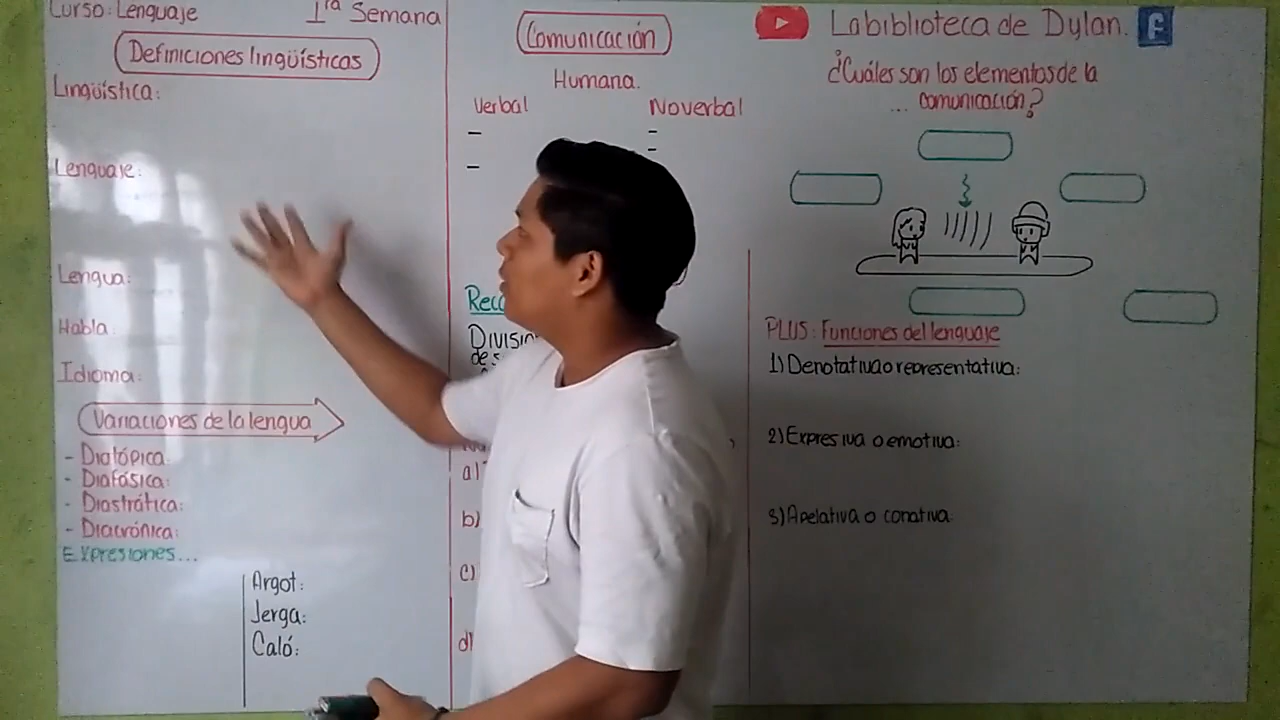 Curso: Lenguaje
1ra Semana
Definiciones lingüísticas
Lingüística:
Lenguaje:
Lengua:
Habla:
Idioma:
Variaciones de la lengua
- Diatópica:
- Diafásica:
- Diastrática:
- Diacrónica:
Expresiones...
Argot:
Jerga:
Caló:
Comunicación
Humana.
Verbal
No verbal
-
-
-
-
de s
a)
b)
c)
d)
La biblioteca de Dylan.
¿Cuáles son los elementos de la
... comunicación?
PLUS: Funciones del lenguaje
1) Denotativa o representativa:
2) Expresiva o emotiva:
3) Apelativa o conativa: